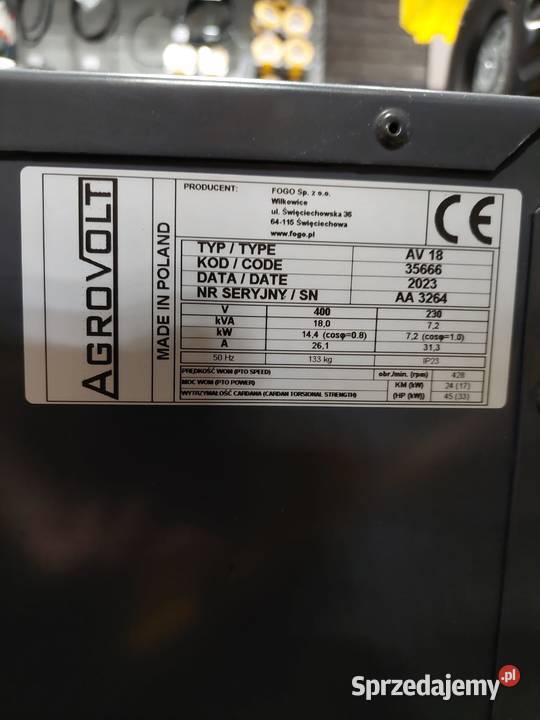 AGROVOLT
MADE IN POLAND
PRODUCENT: FOGO Sp. z o.o.
Wilkowice
ul. Święciechowska 36
64-115 Święciechowa
www.fogo.pl
CE
TYP / TYPE AV 18
KOD / CODE 35666
DATA / DATE 2023
NR SERYJNY / SN AA 3264
V 400 230
kVA 18,0 7,2
kW 14,4 (cosφ=0.8) 7,2 (cosφ=1.0)
A 26,1 31,3
50 Hz 133 kg IP23
PRĘDKOŚĆ WOM (PTO SPEED) obr./min. (rpm) 428
MOC WOM (PTO POWER) KM (kW) 24 (17)
WYTRZYMAŁOŚĆ CARDANA (CARDAN TORSIONAL STRENGTH) (HP (kW)) 45 (33)
Sprzedajemy.pl